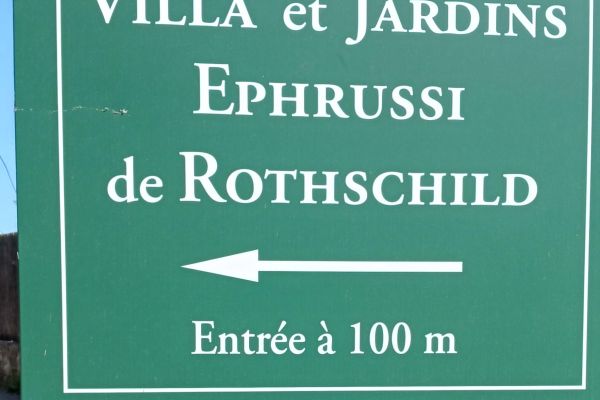 VILLA et JARDINS
EPHRUSSI
de ROTHSCHILD
Entrée à 100 m